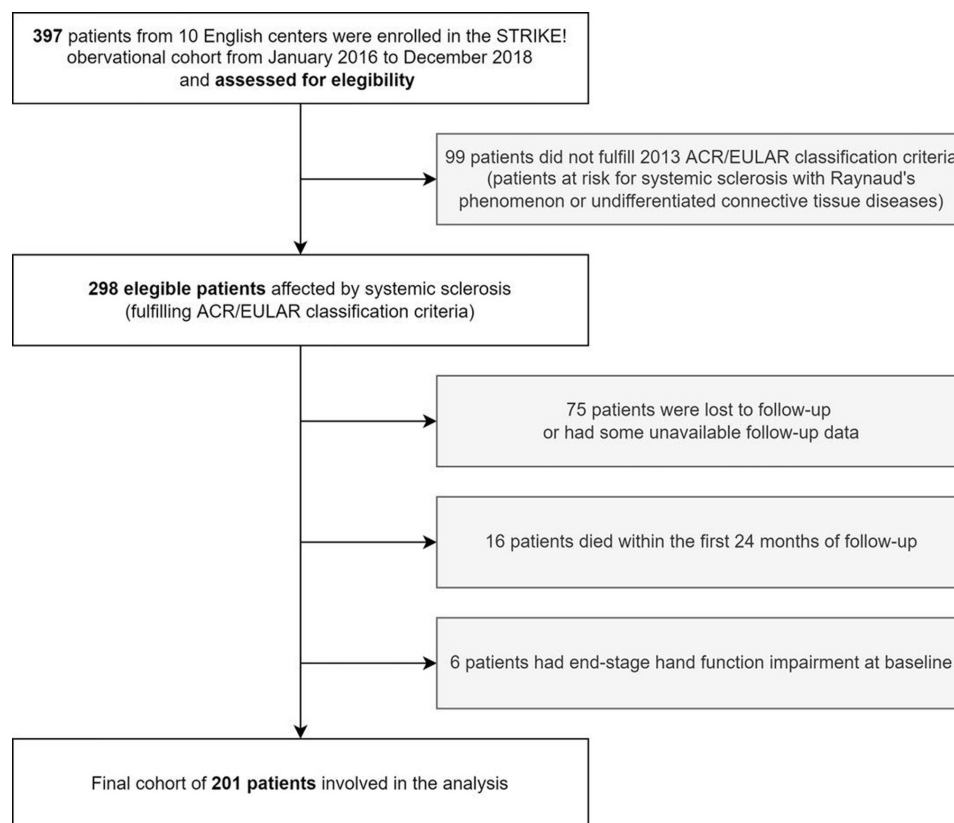 397 patients from 10 English centers were enrolled in the STRIKE!
obervational cohort from January 2016 to December 2018
and assessed for elegibility
99 patients did not fulfill 2013 ACR/EULAR classification criteria
(patients at risk for systemic sclerosis with Raynaud's
phenomenon or undifferentiated connective tissue diseases)
298 elegible patients affected by systemic sclerosis
(fulfilling ACR/EULAR classification criteria)
75 patients were lost to follow-up
or had some unavailable follow-up data
16 patients died within the first 24 months of follow-up
6 patients had end-stage hand function impairment at baseline
Final cohort of 201 patients involved in the analysis